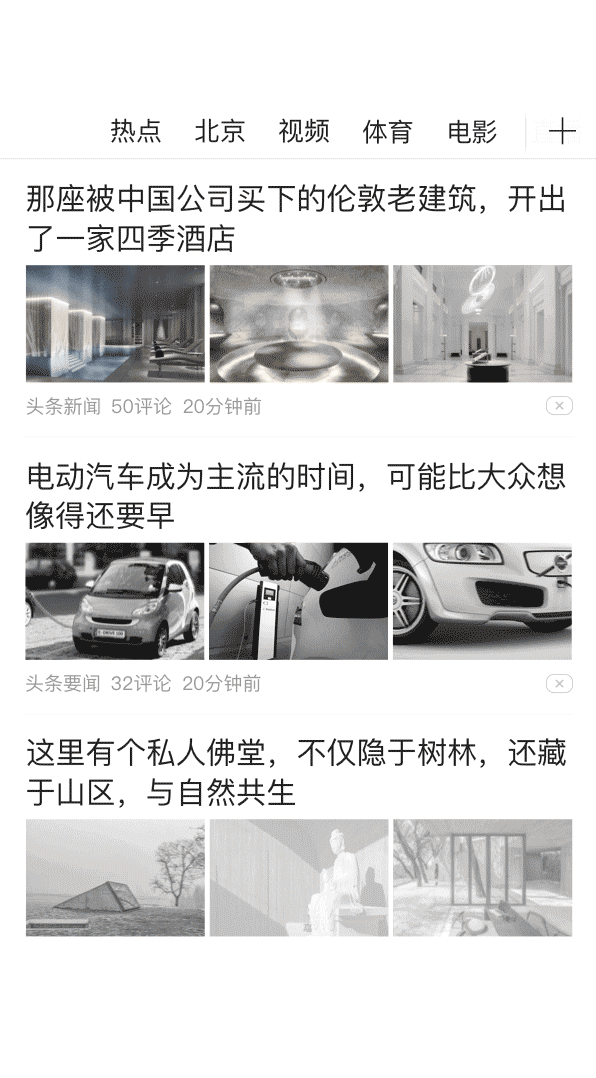 热点 北京 视频 体育 电影
那座被中国公司买下的伦敦老建筑，开出
了一家四季酒店
头条新闻 50评论 20分钟前
电动汽车成为主流的时间，可能比大众想
像得还要早
头条要闻 32评论 20分钟前
这里有个私人佛堂，不仅隐于树林，还藏
于山区，与自然共生